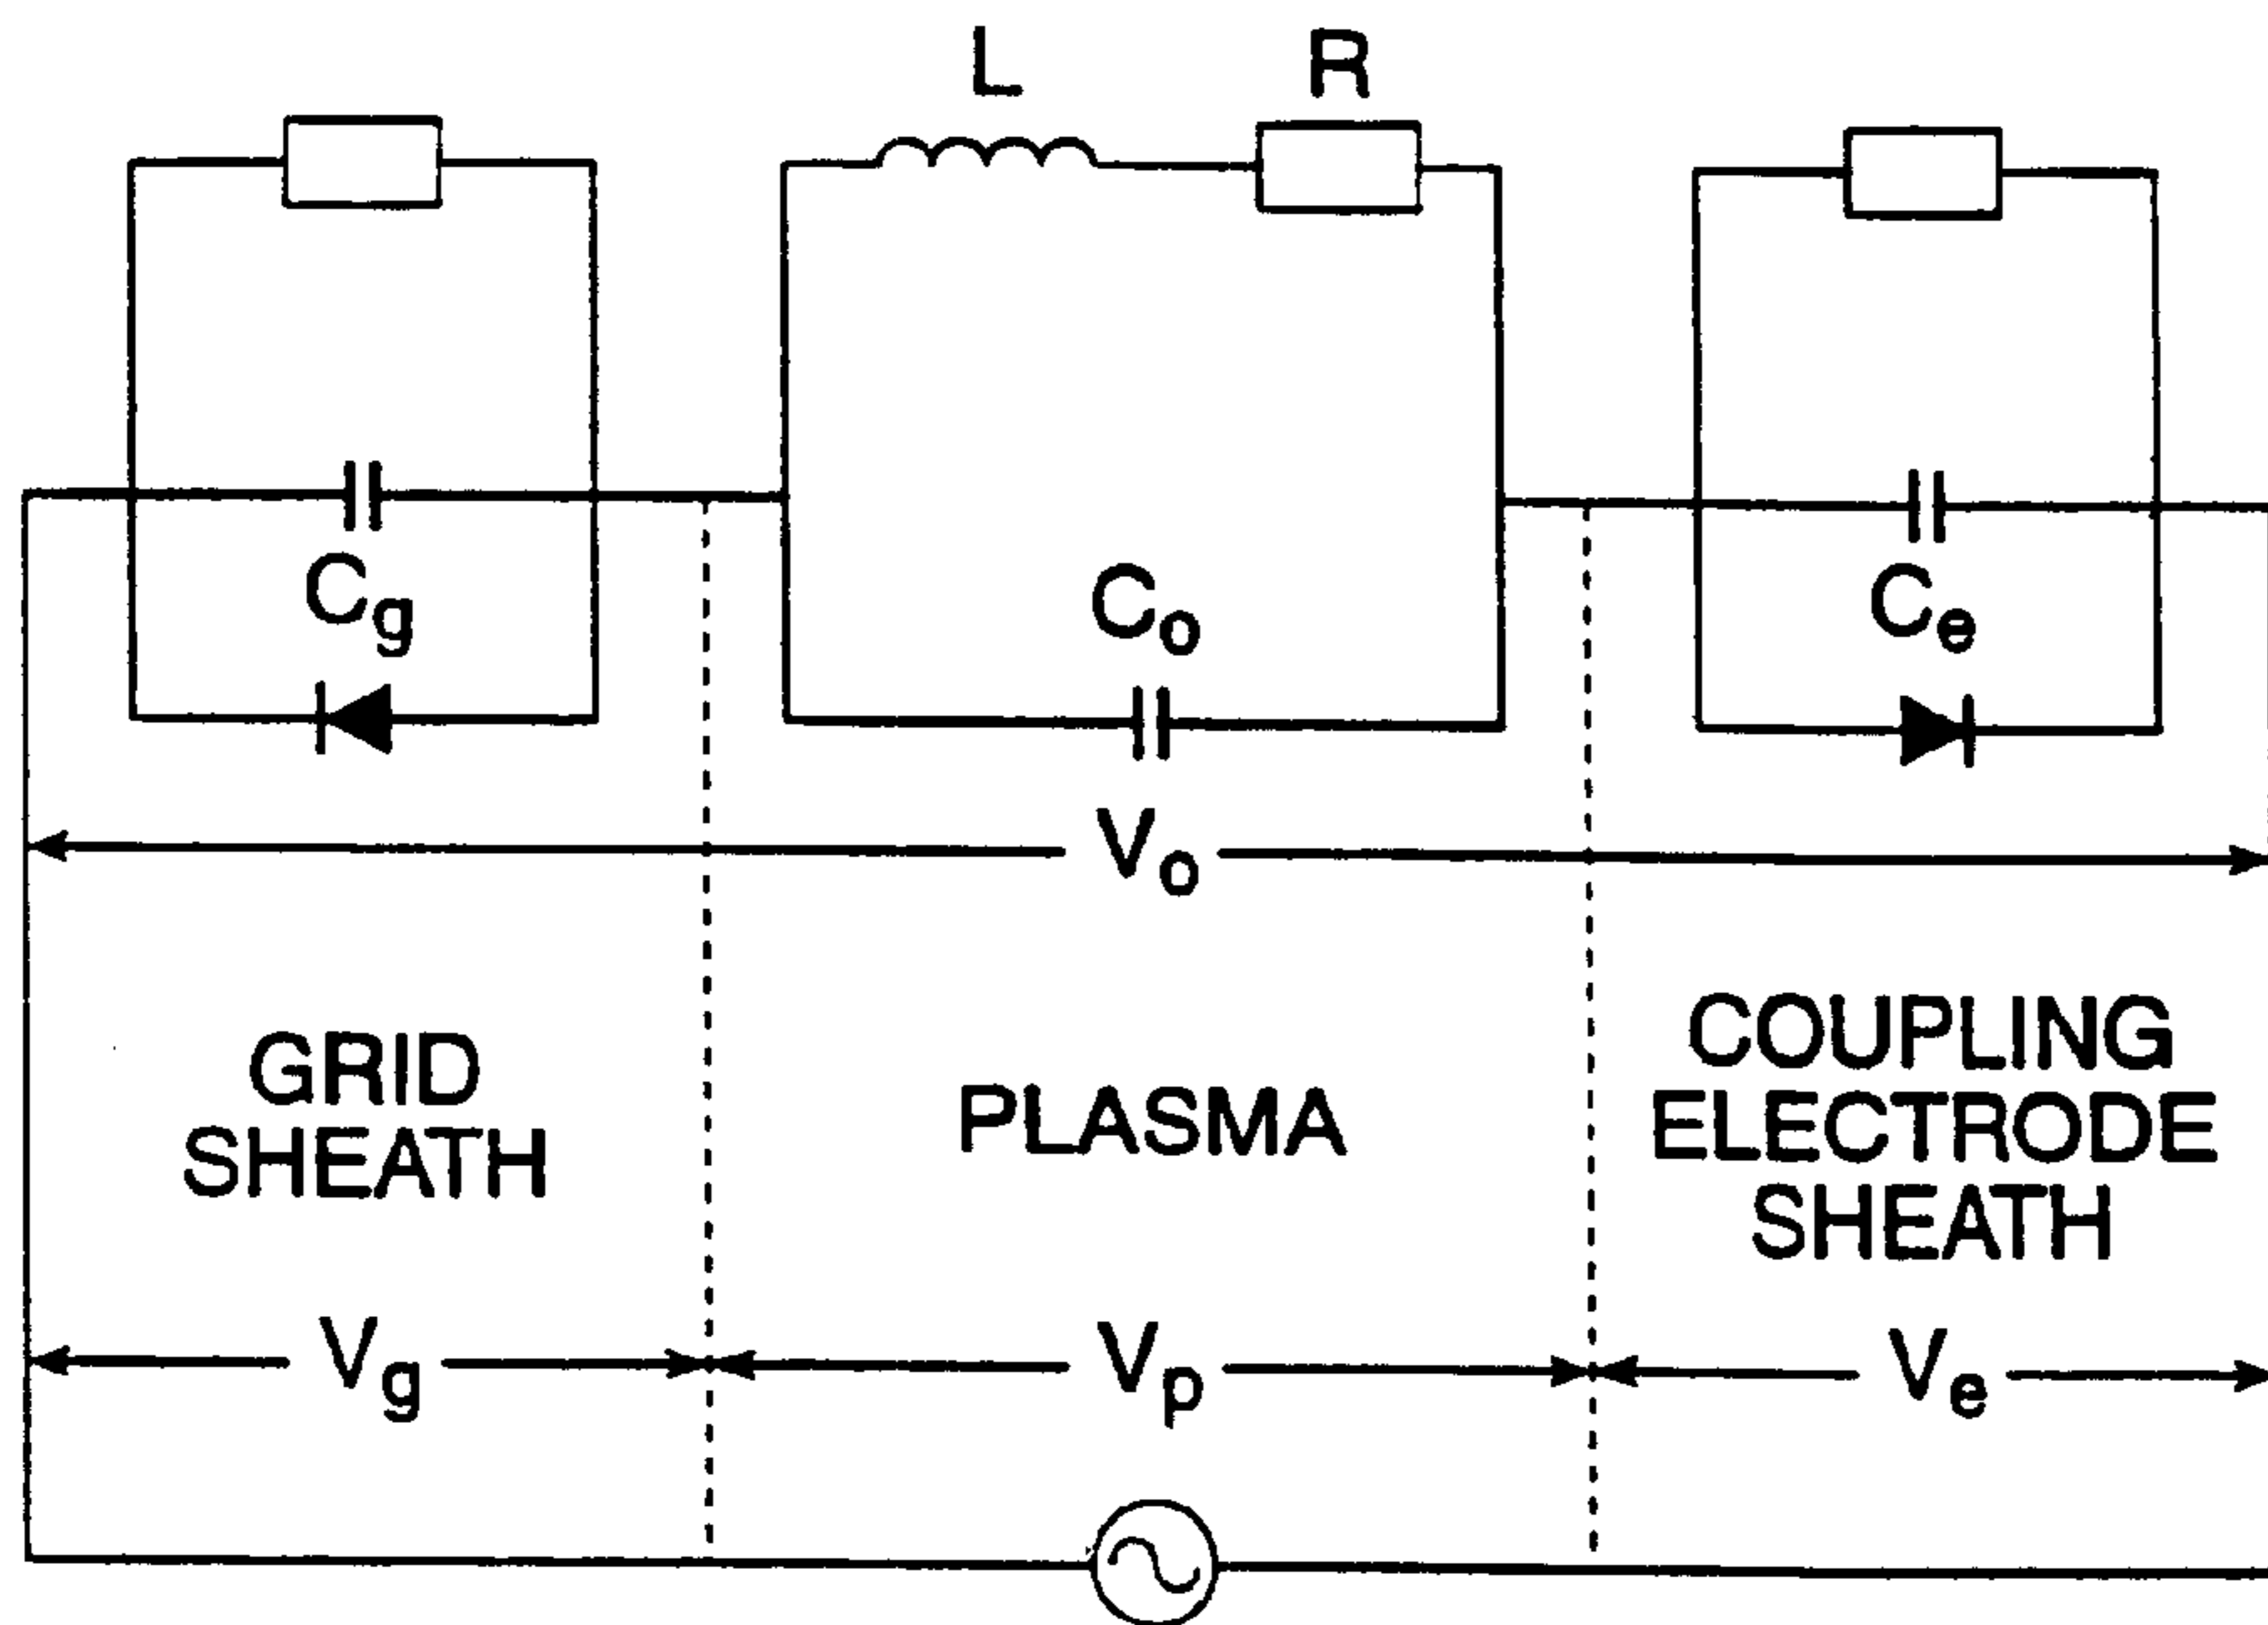 L
R
Cg
Co
Ce
Vo
GRID
SHEATH
PLASMA
COUPLING
ELECTRODE
SHEATH
Vg
Vp
Ve